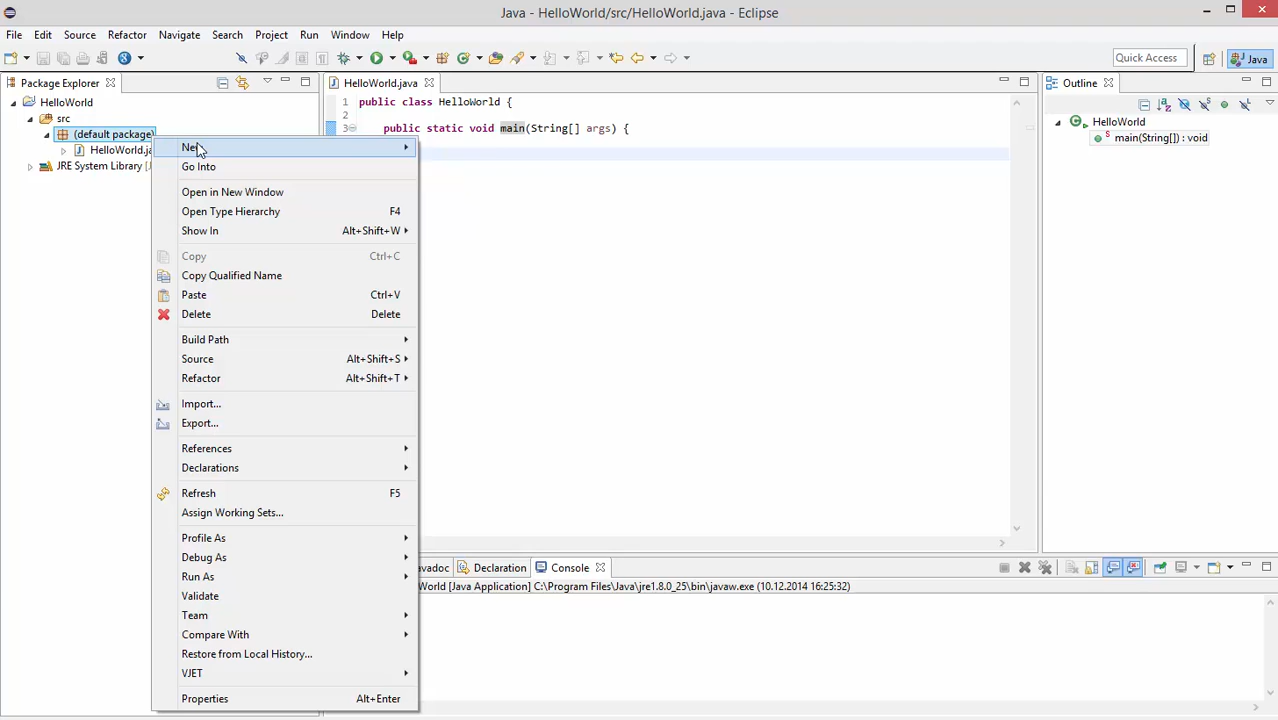 Java - HelloWorld/src/HelloWorld.java - Eclipse
File Edit Source Refactor Navigate Search Project Run Window Help
Quick Access Java
Package Explorer
HelloWorld
src
(default package)
HelloWorld.ja
JRE System Library
New
Go Into
Open in New Window
Open Type Hierarchy F4
Show In Alt+Shift+W
Copy Ctrl+C
Copy Qualified Name
Paste Ctrl+V
Delete Delete
Build Path
Source Alt+Shift+S
Refactor Alt+Shift+T
Import...
Export...
References
Declarations
Refresh F5
Assign Working Sets...
Profile As
Debug As
Run As
Validate
Team
Compare With
Restore from Local History...
VJET
Properties Alt+Enter
HelloWorld.java
1 public class HelloWorld {
2
3 public static void main(String[] args) {
Outline
HelloWorld
main(String[]) : void
avadoc Declaration Console
World [Java Application] C:\Program Files\Java\jre1.8.0_25\bin\javaw.exe (10.12.2014 16:25:32)